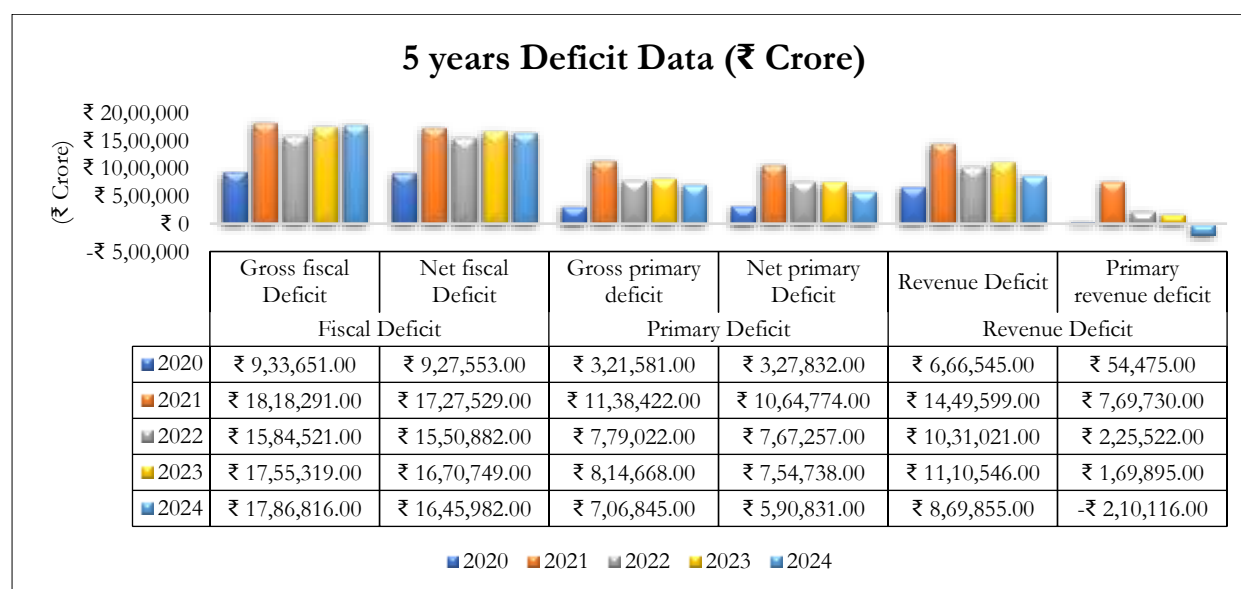 5 years Deficit Data (₹ Crore)
(₹ Crore)
₹ 20,00,000
₹ 15,00,000
₹ 10,00,000
₹ 5,00,000
₹ 0
-₹ 5,00,000
Gross fiscal Deficit
Net fiscal Deficit
Gross primary deficit
Net primary Deficit
Revenue Deficit
Primary revenue deficit
Fiscal Deficit
Primary Deficit
Revenue Deficit
2020 ₹ 9,33,651.00 ₹ 9,27,553.00 ₹ 3,21,581.00 ₹ 3,27,832.00 ₹ 6,66,545.00 ₹ 54,475.00
2021 ₹ 18,18,291.00 ₹ 17,27,529.00 ₹ 11,38,422.00 ₹ 10,64,774.00 ₹ 14,49,599.00 ₹ 7,69,730.00
2022 ₹ 15,84,521.00 ₹ 15,50,882.00 ₹ 7,79,022.00 ₹ 7,67,257.00 ₹ 10,31,021.00 ₹ 2,25,522.00
2023 ₹ 17,55,319.00 ₹ 16,70,749.00 ₹ 8,14,668.00 ₹ 7,54,738.00 ₹ 11,10,546.00 ₹ 1,69,895.00
2024 ₹ 17,86,816.00 ₹ 16,45,982.00 ₹ 7,06,845.00 ₹ 5,90,831.00 ₹ 8,69,855.00 -₹ 2,10,116.00
2020 2021 2022 2023 2024